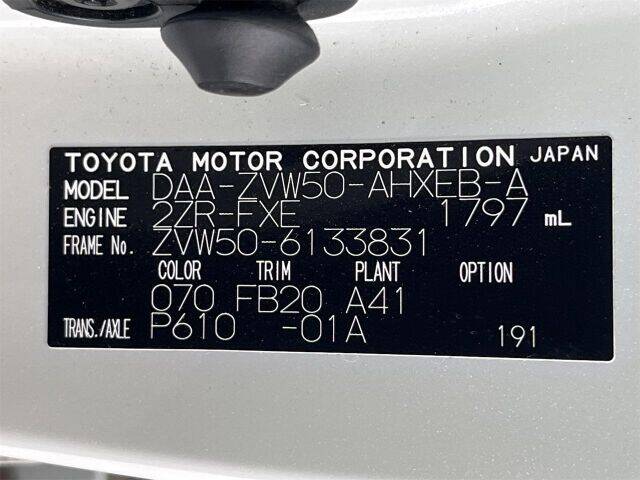 TOYOTA MOTOR CORPORATION JAPAN
MODEL DAA-ZVW50-AHXEB-A
ENGINE 2ZR-FXE 1797 mL
FRAME No. ZVW50-6133831
COLOR TRIM PLANT OPTION
070 FB20 A41
TRANS./AXLE P610 -01A 191